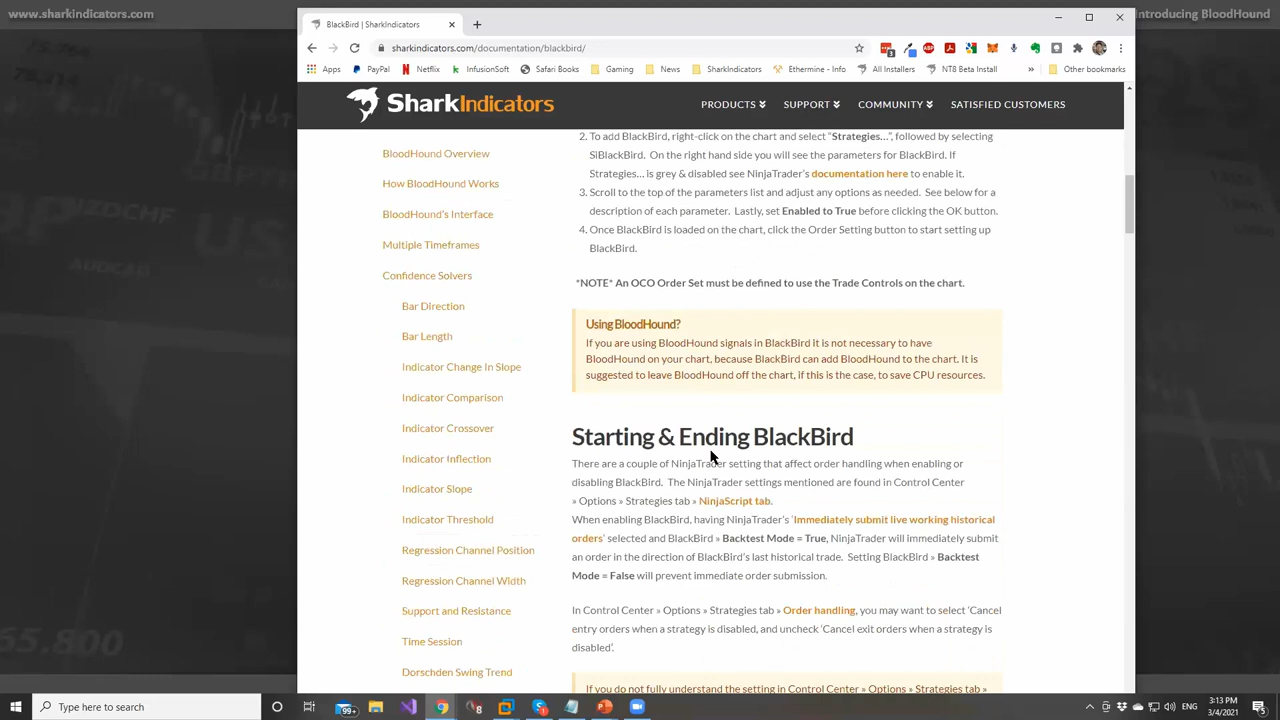 www.sharkindicators.com
Introducing BloodHound
BlackBird | SharkIndicators
sharkindicators.com/documentation/blackbird/
Apps
PayPal
Netflix
InfusionSoft
Safari Books
Gaming
News
SharkIndicators
Ethermine - Info
All Installers
NT8 Beta Install
»
Other bookmarks
SharkIndicators
PRODUCTS
SUPPORT
COMMUNITY
SATISFIED CUSTOMERS
BloodHound Overview
How BloodHound Works
BloodHound's Interface
Multiple Timeframes
Confidence Solvers
Bar Direction
Bar Length
Indicator Change In Slope
Indicator Comparison
Indicator Crossover
Indicator Inflection
Indicator Slope
Indicator Threshold
Regression Channel Position
Regression Channel Width
Support and Resistance
Time Session
Dorschden Swing Trend
2. To add BlackBird, right-click on the chart and select "Strategies…", followed by selecting
SiBlackBird. On the right hand side you will see the parameters for BlackBird. If
Strategies… is grey & disabled see NinjaTrader's documentation here to enable it.
3. Scroll to the top of the parameters list and adjust any options as needed. See below for a
description of each parameter. Lastly, set Enabled to True before clicking the OK button.
4. Once BlackBird is loaded on the chart, click the Order Setting button to start setting up
BlackBird.
*NOTE* An OCO Order Set must be defined to use the Trade Controls on the chart.
Using BloodHound?
If you are using BloodHound signals in BlackBird It is not necessary to have
BloodHound on your chart, because BlackBird can add BloodHound to the chart. It is
suggested to leave BloodHound off the chart, if this is the case, to save CPU resources.
Starting & Ending BlackBird
There are a couple of NinjaTrader setting that affect order handling when enabling or
disabling BlackBird. The NinjaTrader settings mentioned are found in Control Center
» Options » Strategies tab » NinjaScript tab.
When enabling BlackBird, having NinjaTrader's 'Immediately submit live working historical
orders' selected and BlackBird » Backtest Mode = True, NinjaTrader will immediately submit
an order in the direction of BlackBird's last historical trade. Setting BlackBird » Backtest
Mode = False will prevent immediate order submission.
In Control Center » Options » Strategies tab » Order handling, you may want to select 'Cancel
entry orders when a strategy is disabled, and uncheck 'Cancel exit orders when a strategy is
disabled'.
If you do not fully understand the setting in Control Center » Options » Strategies tab »
65.800
Type here to search
99+
3:13 PM
3/4/2021